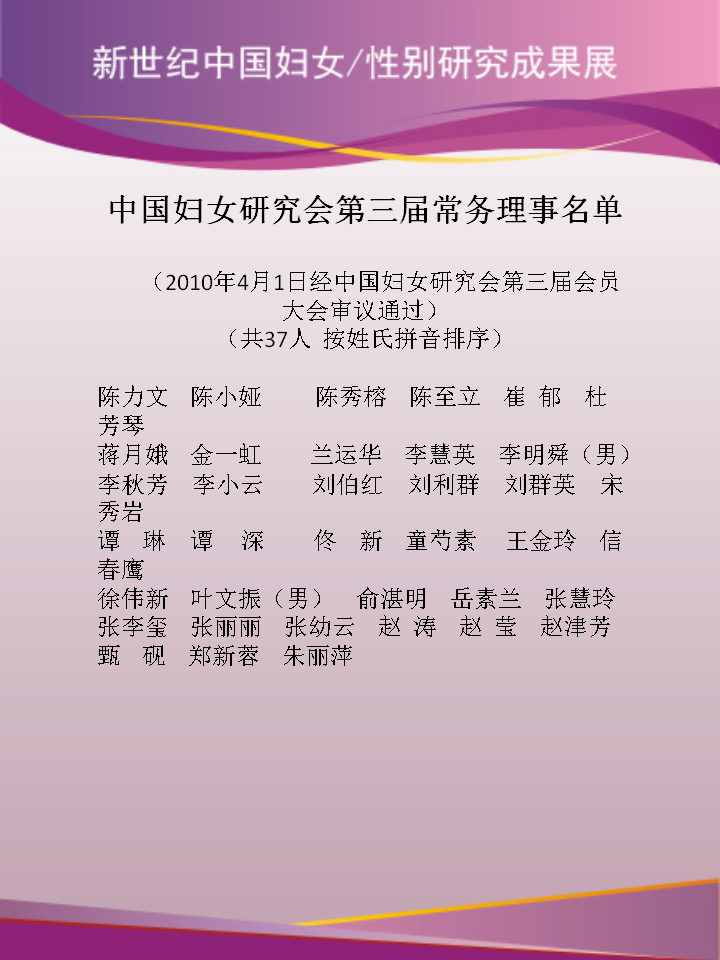 新世纪中国妇女/性别研究成果展
中国妇女研究会第三届常务理事名单
（2010年4月1日经中国妇女研究会第三届会员
大会审议通过）
（共37人 按姓氏拼音排序）
陈力文 陈小娅 陈秀榕 陈至立 崔 郁 杜
芳琴
蒋月娥 金一虹 兰运华 李慧英 李明舜（男）
李秋芳 李小云 刘伯红 刘利群 刘群英 宋
秀岩
谭 琳 谭 深 佟 新 童芍素 王金玲 信
春鹰
徐伟新 叶文振（男） 俞湛明 岳素兰 张慧玲
张李玺 张丽丽 张幼云 赵 涛 赵 莹 赵津芳
甄 砚 郑新蓉 朱丽萍